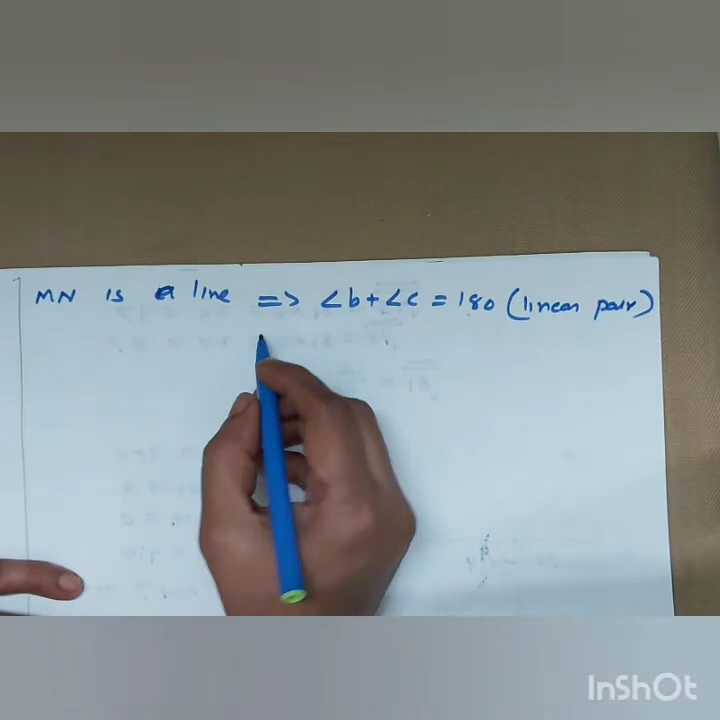 MN is a line => ∠b + ∠c = 180 (linear pair)
InShOt